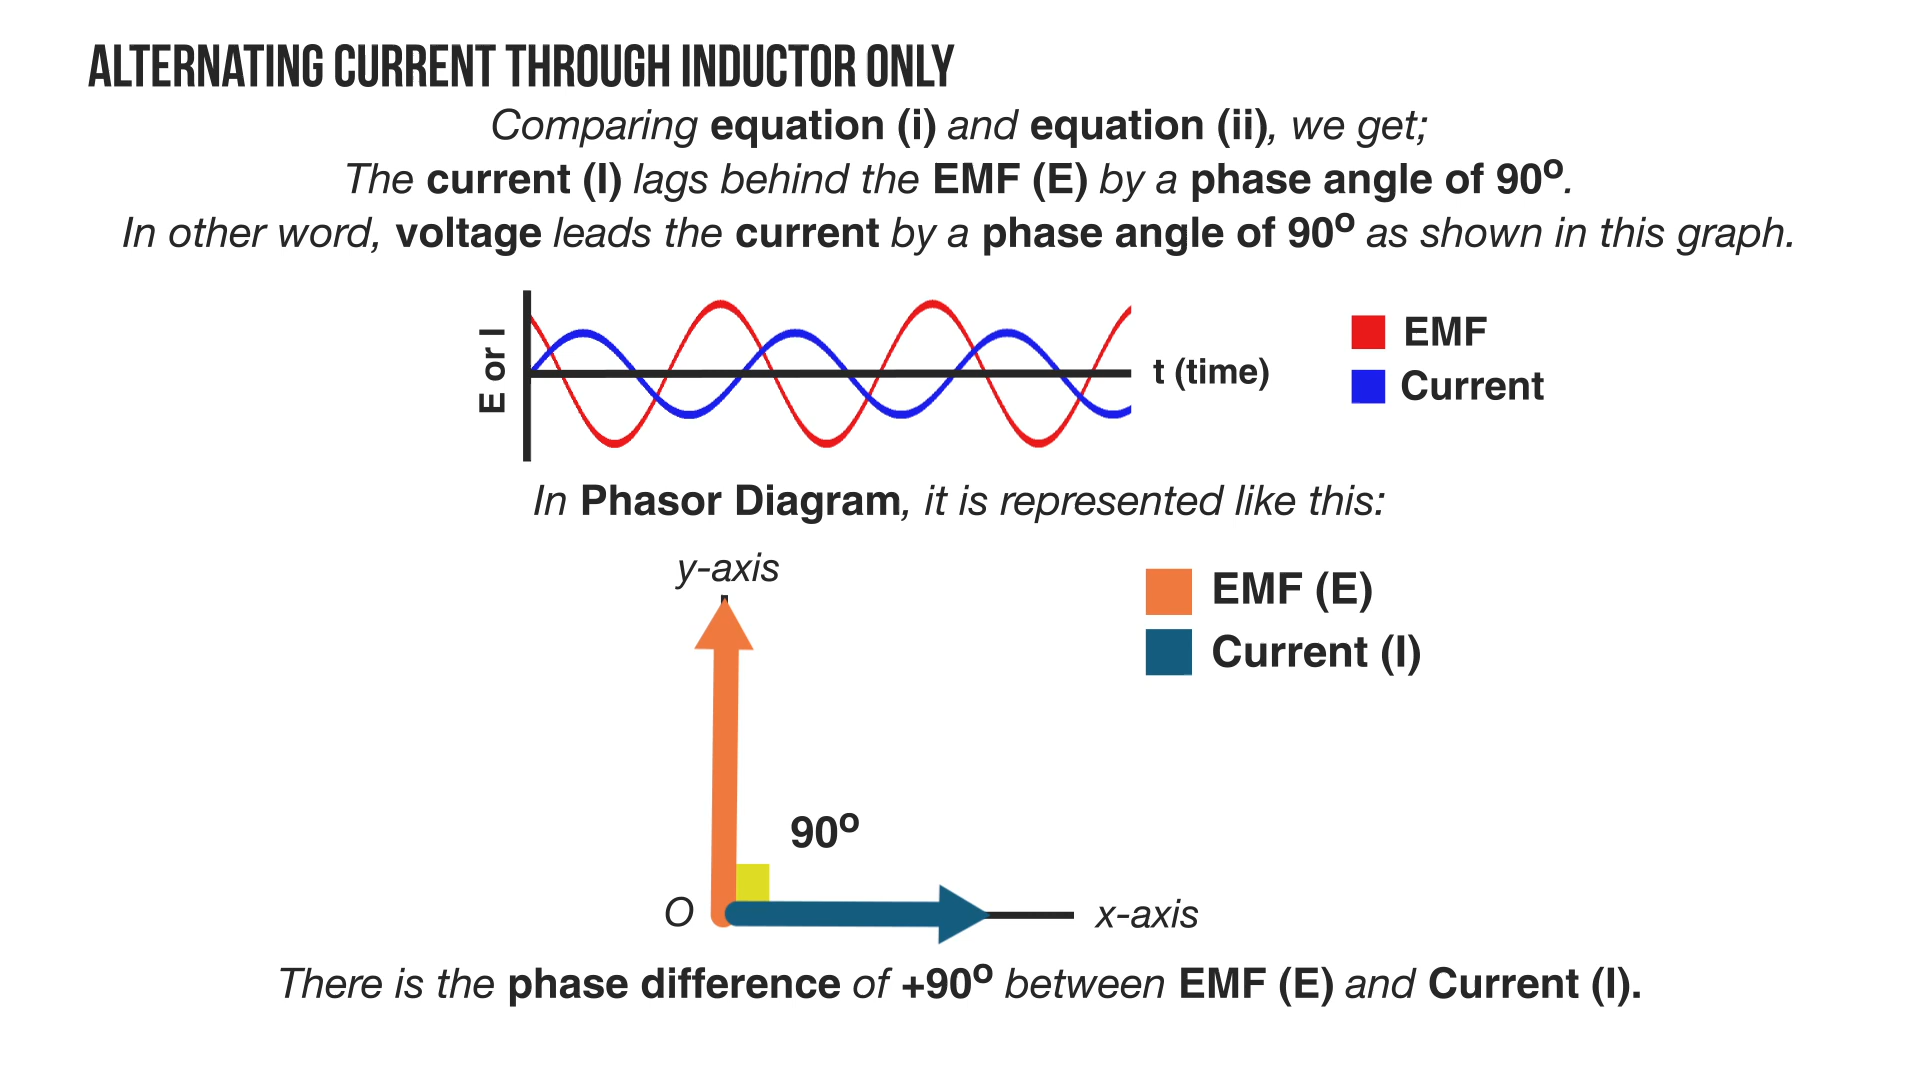 ALTERNATING CURRENT THROUGH INDUCTOR ONLY
Comparing equation (i) and equation (ii), we get;
The current (I) lags behind the EMF (E) by a phase angle of 90º.
In other word, voltage leads the current by a phase angle of 90º as shown in this graph.
E or I
t (time)
EMF
Current
In Phasor Diagram, it is represented like this:
y-axis
EMF (E)
Current (I)
90º
O
x-axis
There is the phase difference of +90º between EMF (E) and Current (I).